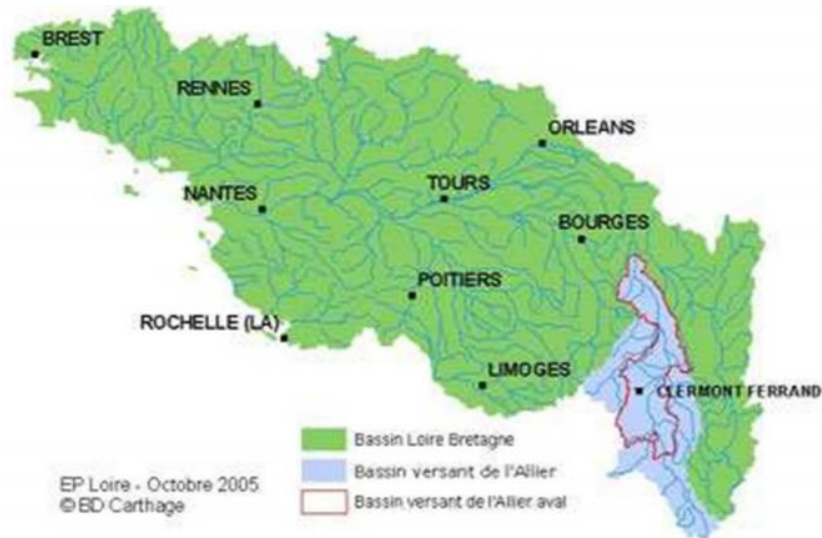 BREST
RENNES
ORLEANS
NANTES
TOURS
BOURGES
POITIERS
ROCHELLE (LA)
LIMOGES
CLERMONT FERRAND
Bassin Loire Bretagne
Bassin versant de l'Allier
Bassin versant de l'Allier aval
EP Loire - Octobre 2005
© BD Carthage